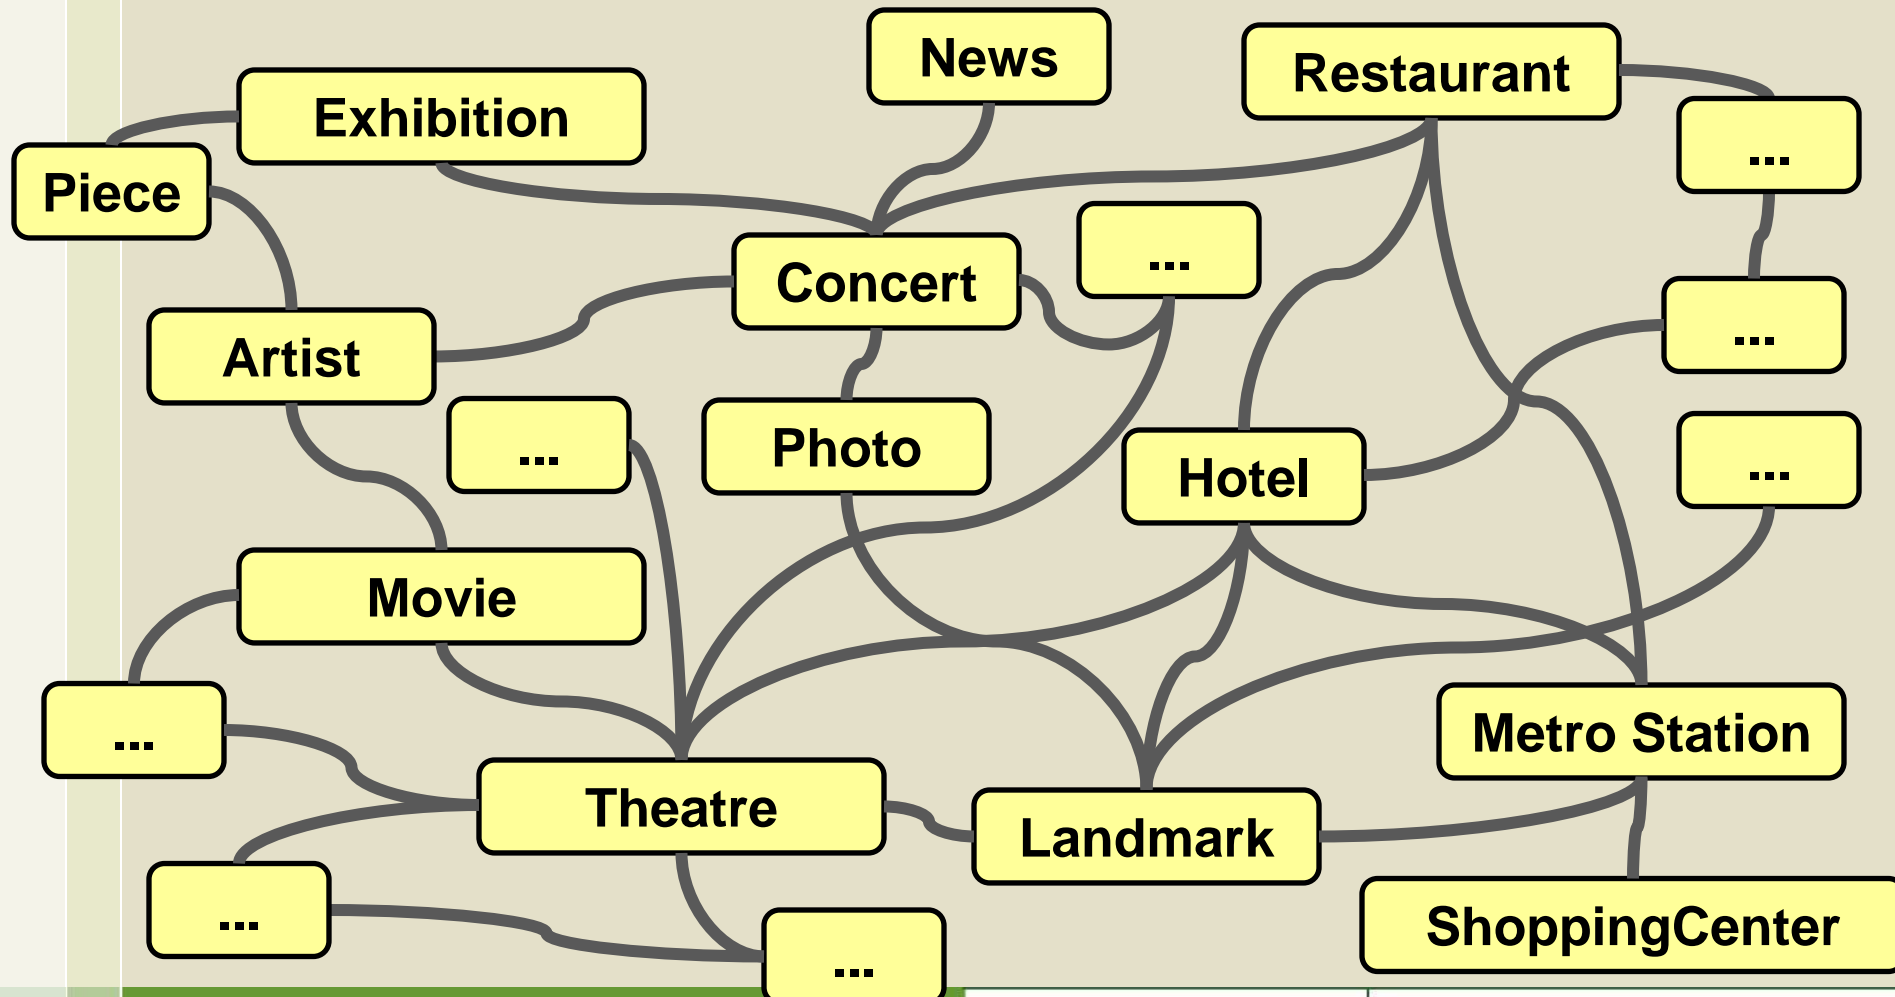 News
Restaurant
Exhibition
...
Piece
...
Concert
...
Artist
...
Photo
Hotel
...
Movie
...
Metro Station
Theatre
Landmark
...
ShoppingCenter
...